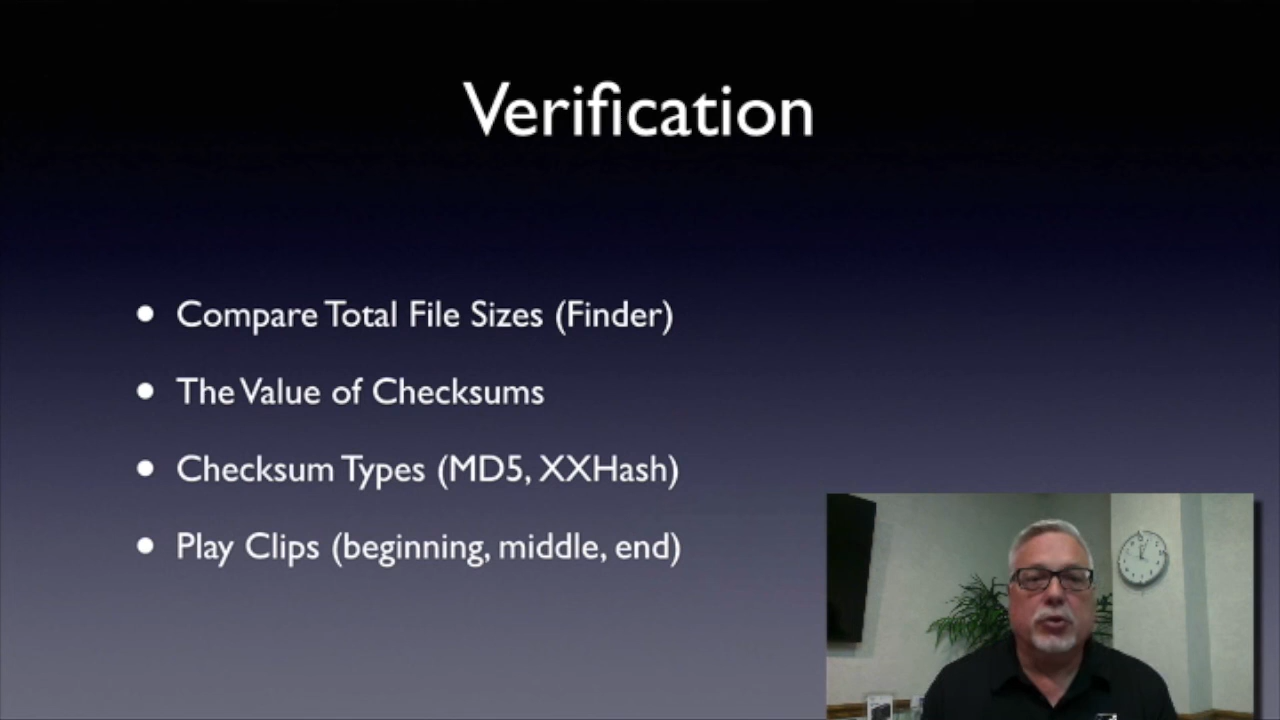 Verification
• Compare Total File Sizes (Finder)
• The Value of Checksums
• Checksum Types (MD5, XXHash)
• Play Clips (beginning, middle, end)